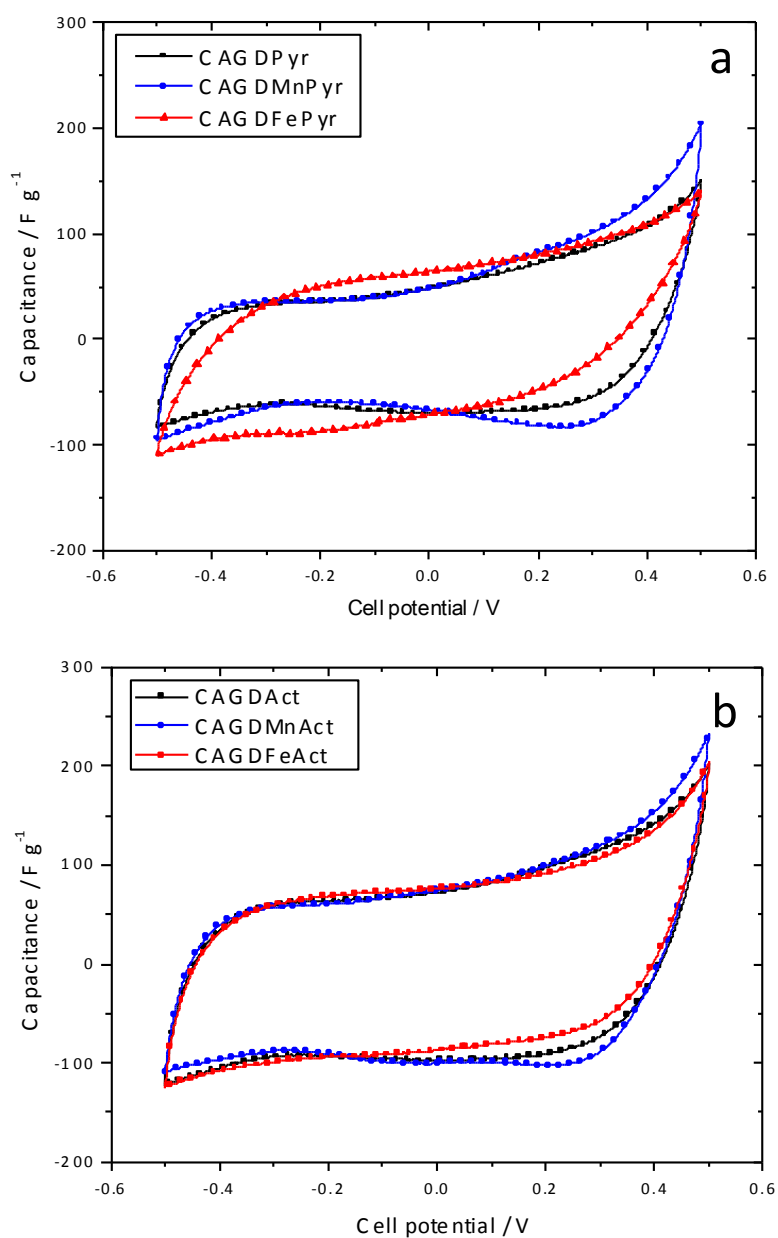 300
a
CAGDPyr
CAGDMnPyr
CAGDFePyr
200
100
0
-100
-200
Capacitance / F g-1
-0.6 -0.4 -0.2 0.0 0.2 0.4 0.6
Cell potential / V
300
b
CAGDAct
CAGDMnAct
CAGDFeAct
200
100
0
-100
-200
Capacitance / F g-1
-0.6 -0.4 -0.2 0.0 0.2 0.4 0.6
Cell potential / V